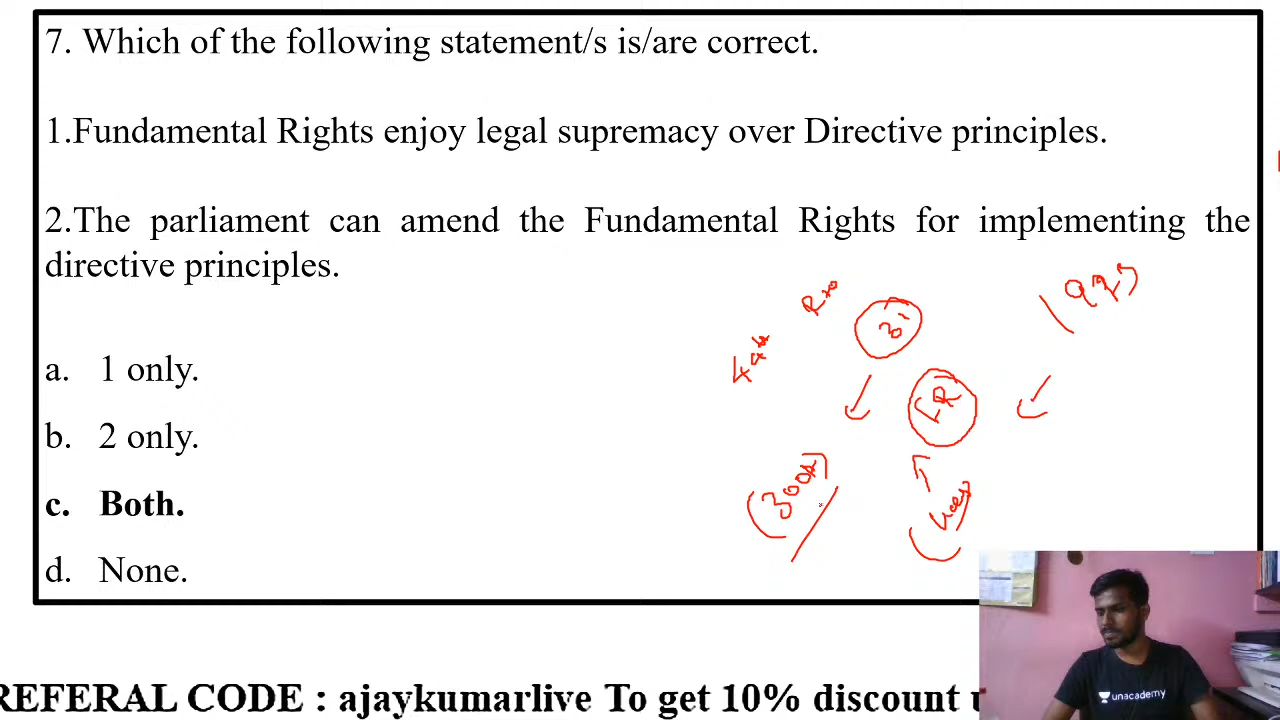 7. Which of the following statement/s is/are correct.
1.Fundamental Rights enjoy legal supremacy over Directive principles.
2.The parliament can amend the Fundamental Rights for implementing the
directive principles.
a. 1 only.
b. 2 only.
c. Both.
d. None.
31
FR
unacademy
REFERAL CODE : ajaykumarlive To get 10% discount